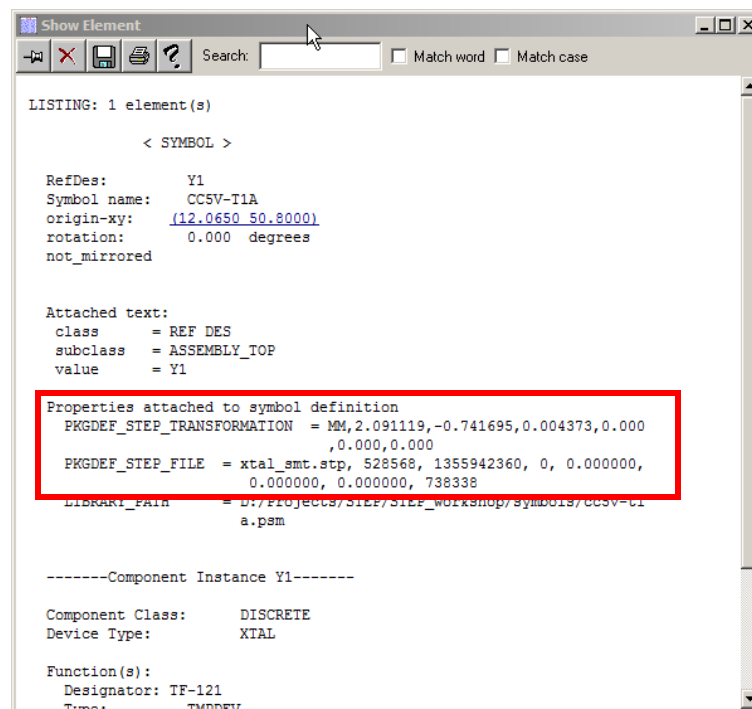 Show Element
Search: Match word Match case
LISTING: 1 element(s)
< SYMBOL >
RefDes: Y1
Symbol name: CC5V-T1A
origin-xy: (12.0650 50.8000)
rotation: 0.000 degrees
not_mirrored
Attached text:
class = REF DES
subclass = ASSEMBLY_TOP
value = Y1
Properties attached to symbol definition
PKGDEF_STEP_TRANSFORMATION = MM,2.091119,-0.741695,0.004373,0.000
,0.000,0.000
PKGDEF_STEP_FILE = xtal_smt.stp, 528568, 1355942360, 0, 0.000000,
0.000000, 0.000000, 738338
LIBRARY_PATH = D:/Projects/STEP/STEP_workshop/symbols/cc5v-t1
a.psm
-------Component Instance Y1-------
Component Class: DISCRETE
Device Type: XTAL
Function(s):
Designator: TF-121
Type: TMPDEV